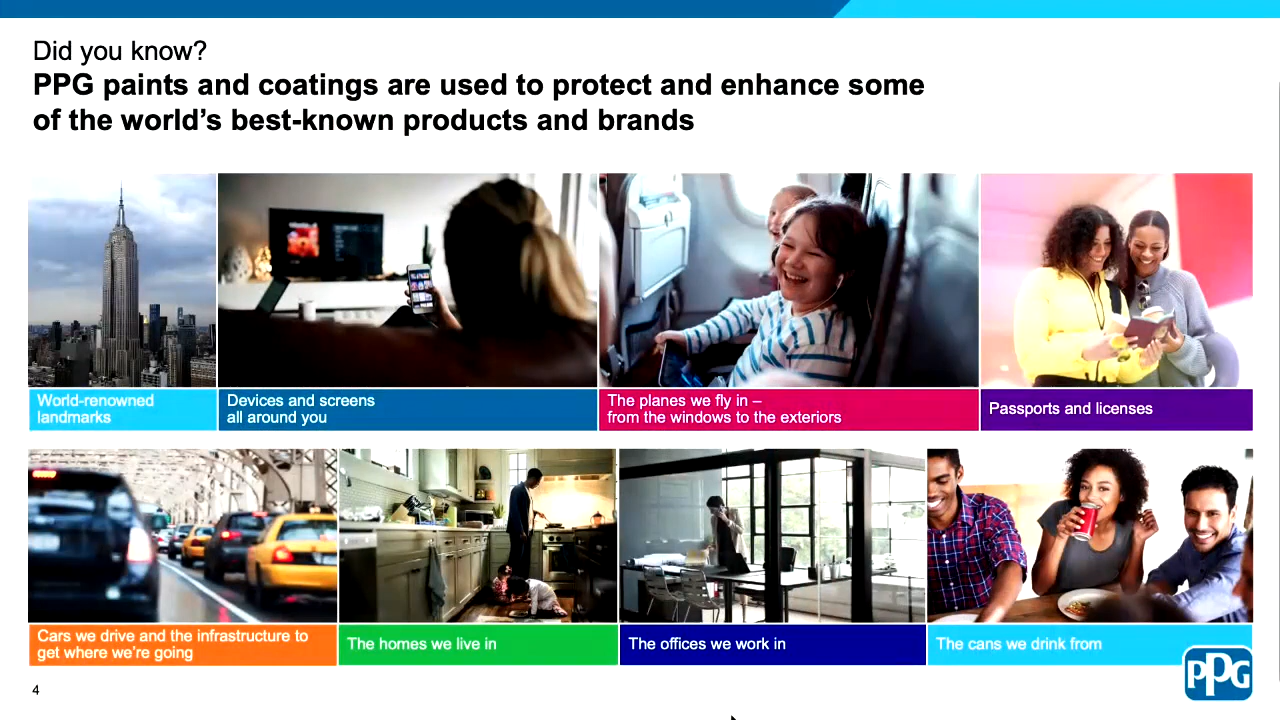 Did you know?
PPG paints and coatings are used to protect and enhance some
of the world’s best-known products and brands
World-renowned
landmarks
Devices and screens
all around you
The planes we fly in –
from the windows to the exteriors
Passports and licenses
Cars we drive and the infrastructure to
get where we’re going
The homes we live in
The offices we work in
The cans we drink from
4
PPG